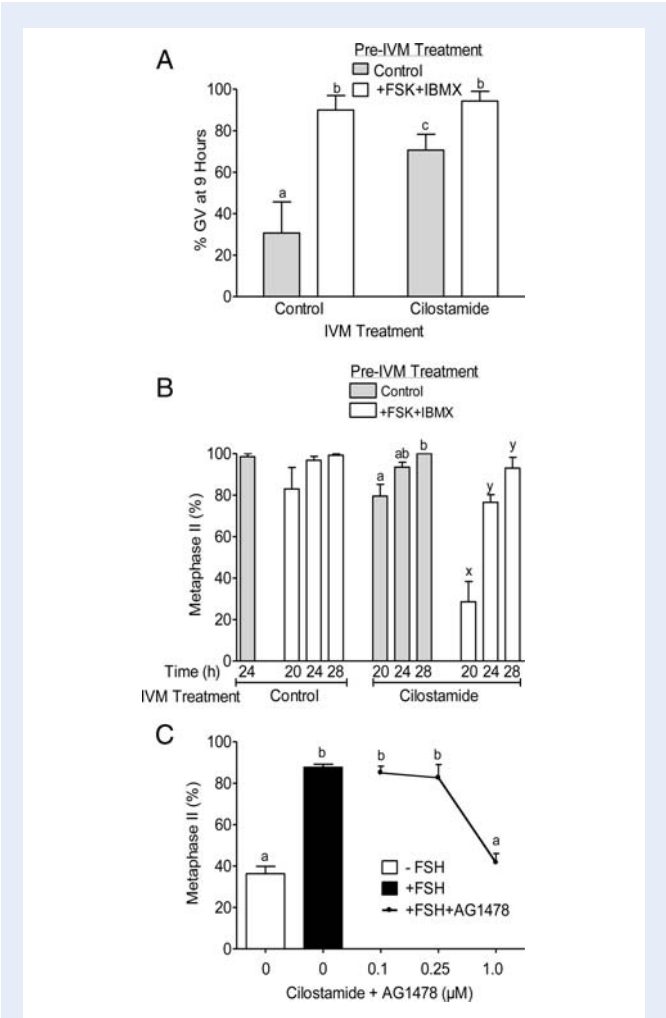 A
Pre-IVM Treatment
Control
+FSK+IBMX
% GV at 9 Hours
100
80
60
40
20
0
a
b
c
b
Control
Cilostamide
IVM Treatment
B
Pre-IVM Treatment
Control
+FSK+IBMX
Metaphase II (%)
100
80
60
40
20
0
a
ab
b
x
y
y
Time (h) 24 20 24 28 20 24 28 20 24 28
IVM Treatment Control Cilostamide
C
Metaphase II (%)
100
80
60
40
20
0
a
b
b
b
a
- FSH
+FSH
+FSH+AG1478
0 0 0.1 0.25 1.0
Cilostamide + AG1478 (µM)